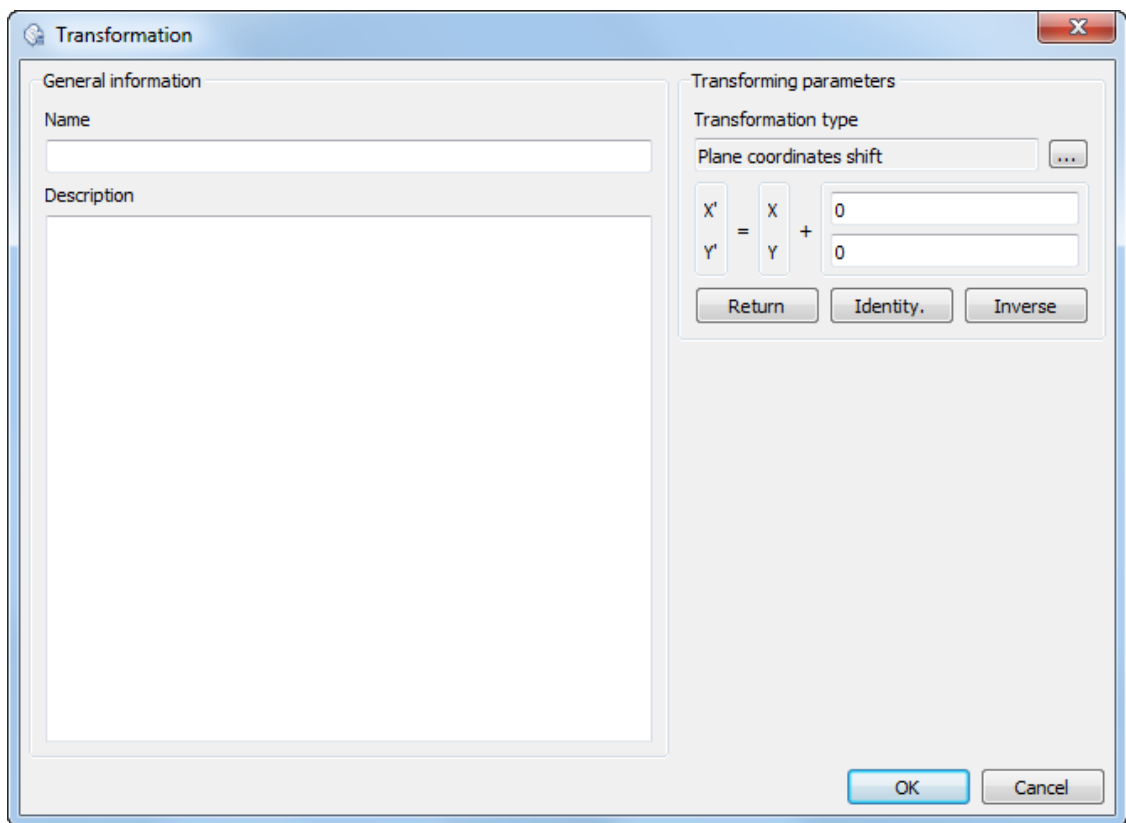 Transformation
X
General information
Name
Description
Transforming parameters
Transformation type
Plane coordinates shift
...
X' = X + 0
Y' Y 0
Return Identity. Inverse
OK Cancel